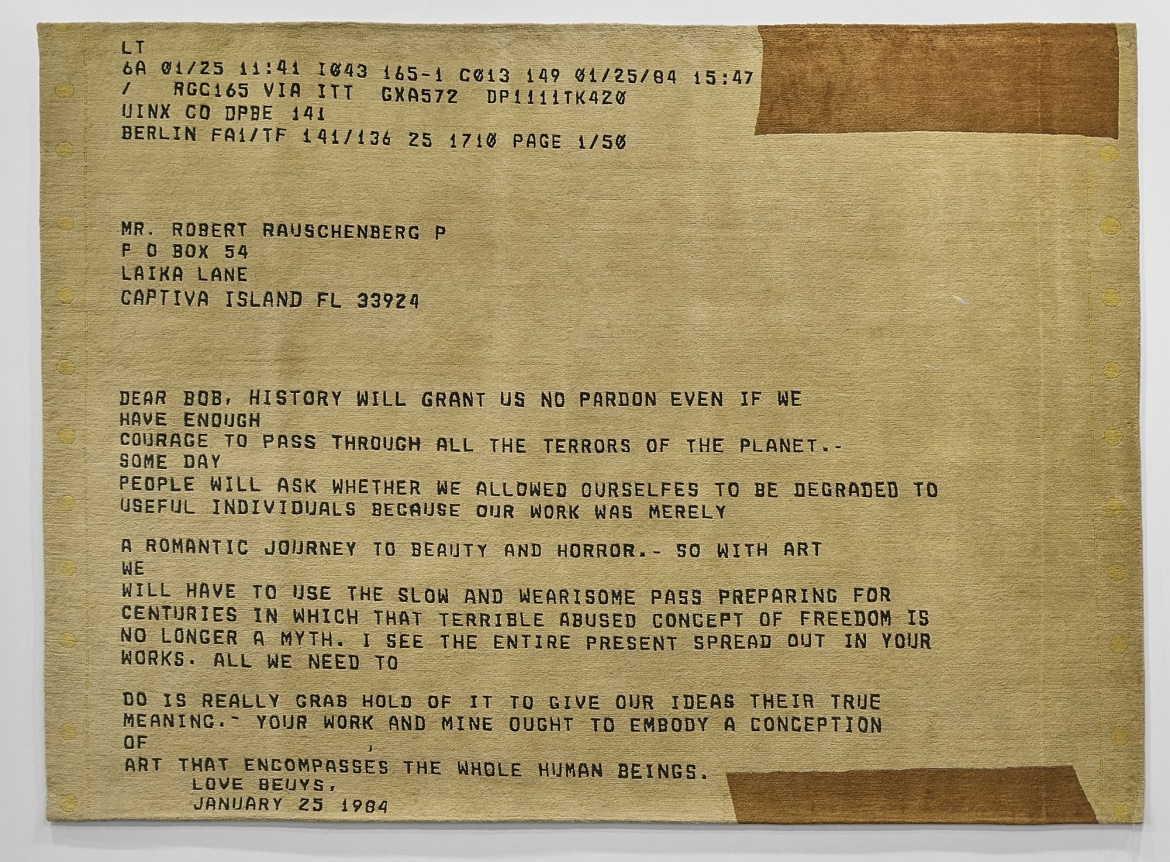 LT
6A 01/25 11:41 I043 165-1 C013 149 01/25/84 15:47
/ RGC165 VIA ITT GXA572 DP1111TK420
UINX CO DPBE 141
BERLIN FA1/TF 141/136 25 1710 PAGE 1/50
MR. ROBERT RAUSCHENBERG P
P O BOX 54
LAIKA LANE
CAPTIVA ISLAND FL 33924
DEAR BOB, HISTORY WILL GRANT US NO PARDON EVEN IF WE
HAVE ENOUGH
COURAGE TO PASS THROUGH ALL THE TERRORS OF THE PLANET.-
SOME DAY
PEOPLE WILL ASK WHETHER WE ALLOWED OURSELFES TO BE DEGRADED TO
USEFUL INDIVIDUALS BECAUSE OUR WORK WAS MERELY
A ROMANTIC JOURNEY TO BEAUTY AND HORROR.- SO WITH ART
WE
WILL HAVE TO USE THE SLOW AND WEARISOME PASS PREPARING FOR
CENTURIES IN WHICH THAT TERRIBLE ABUSED CONCEPT OF FREEDOM IS
NO LONGER A MYTH. I SEE THE ENTIRE PRESENT SPREAD OUT IN YOUR
WORKS. ALL WE NEED TO
DO IS REALLY GRAB HOLD OF IT TO GIVE OUR IDEAS THEIR TRUE
MEANING.- YOUR WORK AND MINE OUGHT TO EMBODY A CONCEPTION
OF
ART THAT ENCOMPASSES THE WHOLE HUMAN BEINGS.
LOVE BEUYS,
JANUARY 25 1984